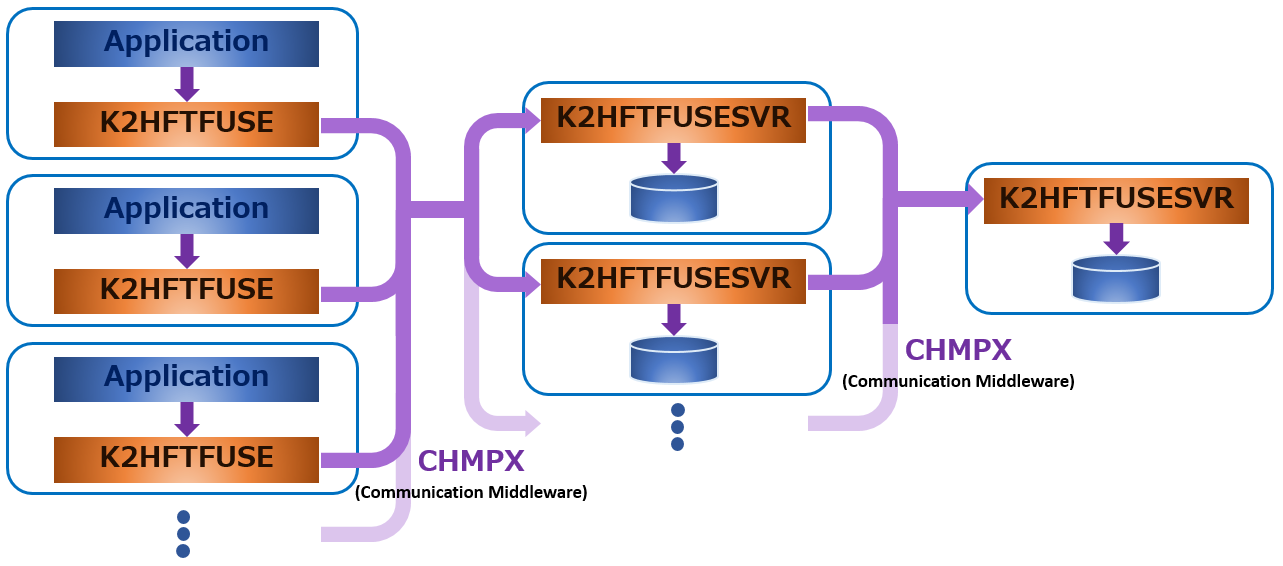 Application
K2HFTFUSE
Application
K2HFTFUSE
Application
K2HFTFUSE
CHMPX
(Communication Middleware)
K2HFTFUSESVR
K2HFTFUSESVR
CHMPX
(Communication Middleware)
K2HFTFUSESVR